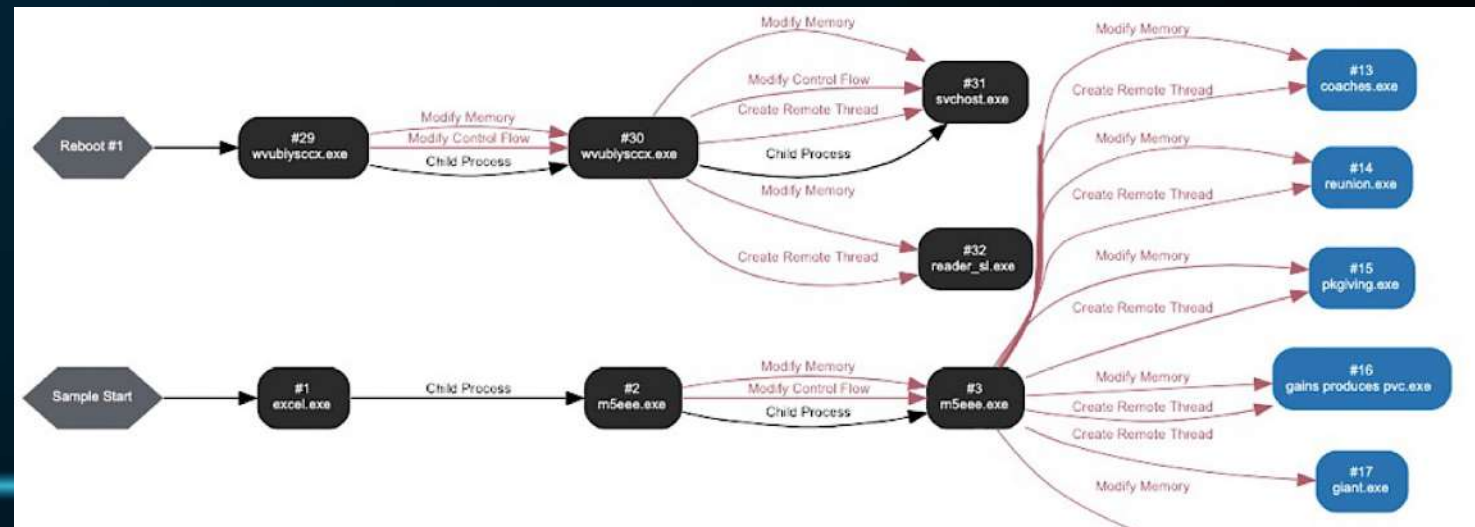 Modify Memory
Modify Control Flow
Create Remote Thread
#31
svchost.exe
Reboot #1
#29
wvublysccx.exe
Modify Memory
Modify Control Flow
Child Process
#30
wvublysccx.exe
Child Process
Modify Memory
Create Remote Thread
#32
reader_sl.exe
Modify Memory
Create Remote Thread
#13
coaches.exe
Modify Memory
Create Remote Thread
#14
reunion.exe
Modify Memory
Create Remote Thread
#15
pkgiving.exe
Sample Start
#1
excel.exe
Child Process
#2
m5eee.exe
Modify Memory
Modify Control Flow
Child Process
#3
m5eee.exe
Modify Memory
Create Remote Thread
#16
gains produces pvc.exe
Create Remote Thread
Modify Memory
#17
giant.exe